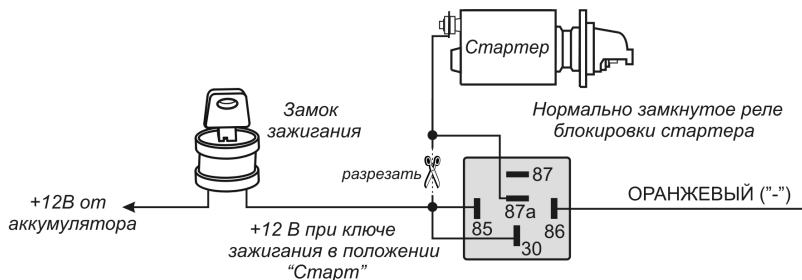 Стартер
Замок
зажигания
Нормально замкнутое реле
блокировки стартера
разрезать
87
87a
85
86
30
ОРАНЖЕВЫЙ ("-")
+12В от
аккумулятора
+12 В при ключе
зажигания в положении
“Старт”